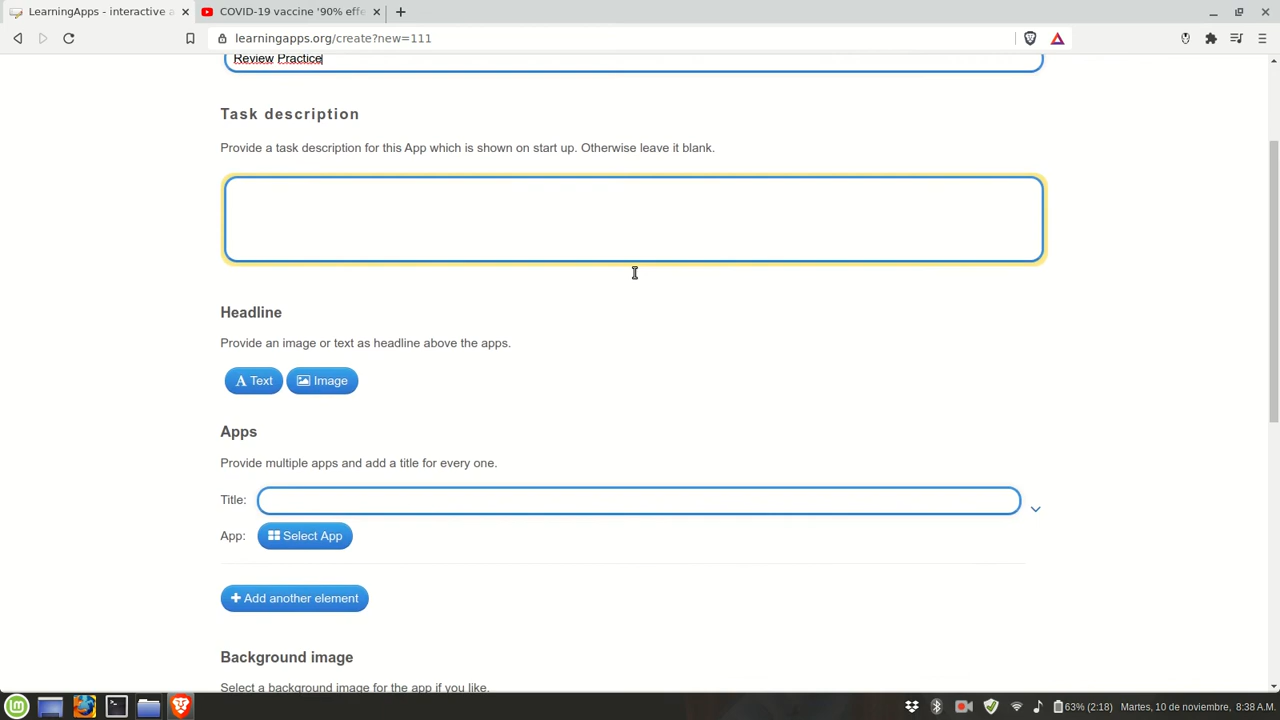 LearningApps - interactive a
COVID-19 vaccine '90% effe
learningapps.org/create?new=111
Review Practice
Task description
Provide a task description for this App which is shown on start up. Otherwise leave it blank.
Headline
Provide an image or text as headline above the apps.
A Text
Image
Apps
Provide multiple apps and add a title for every one.
Title:
App:
Select App
+ Add another element
Background image
Select a background image for the app if you like.
63% (2:18) Martes, 10 de noviembre, 8:38 A.M.